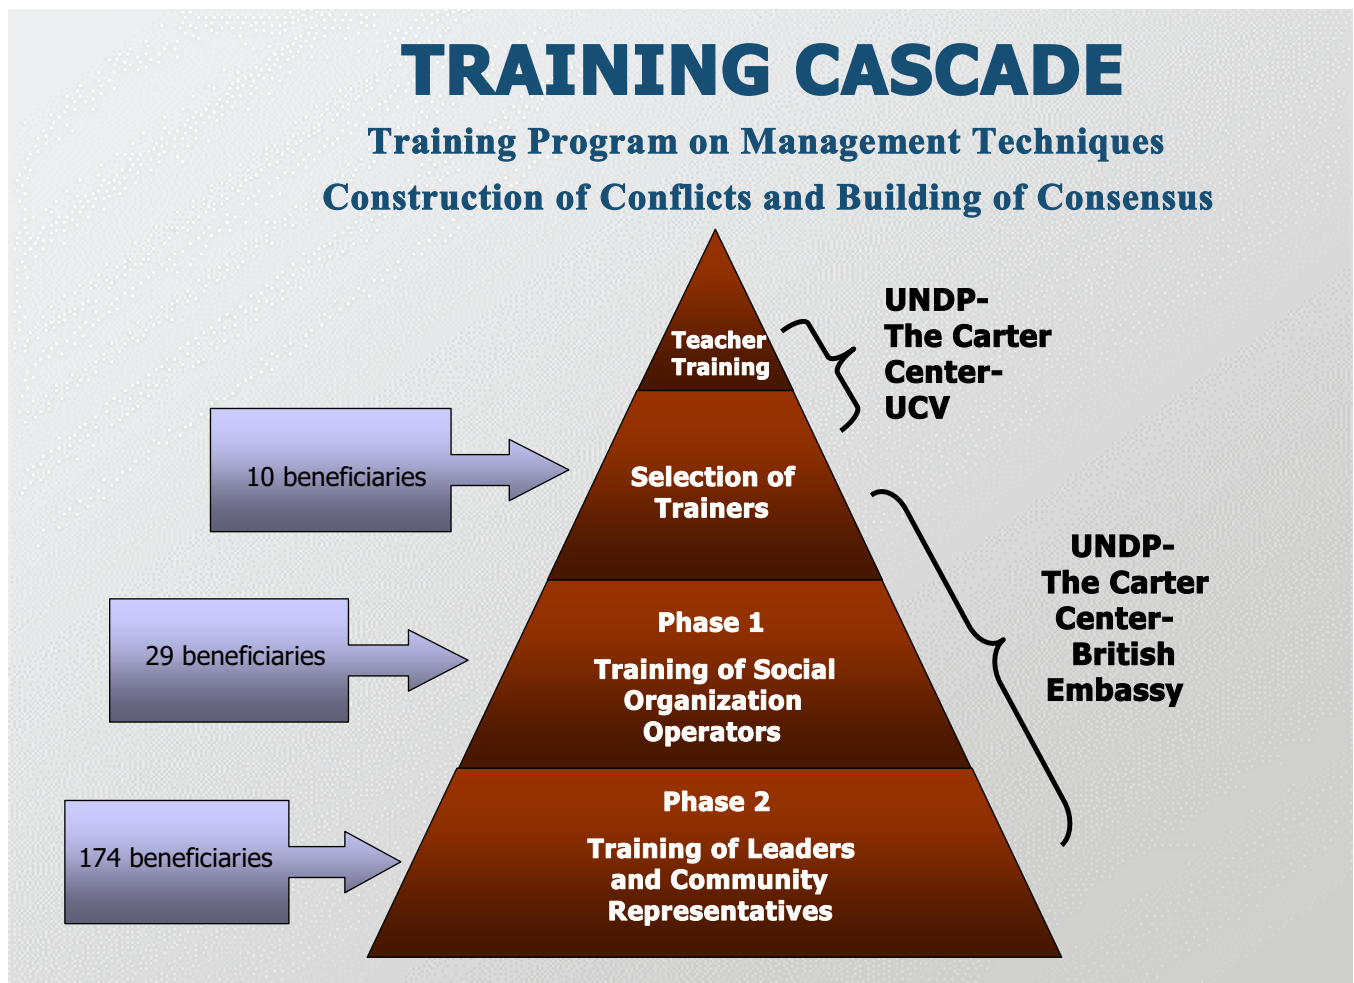 TRAINING CASCADE
Training Program on Management Techniques
Construction of Conflicts and Building of Consensus
Teacher
Training
UNDP-
The Carter
Center-
UCV
10 beneficiaries
Selection of
Trainers
UNDP-
The Carter
Center-
British
Embassy
29 beneficiaries
Phase 1
Training of Social
Organization
Operators
174 beneficiaries
Phase 2
Training of Leaders
and Community
Representatives